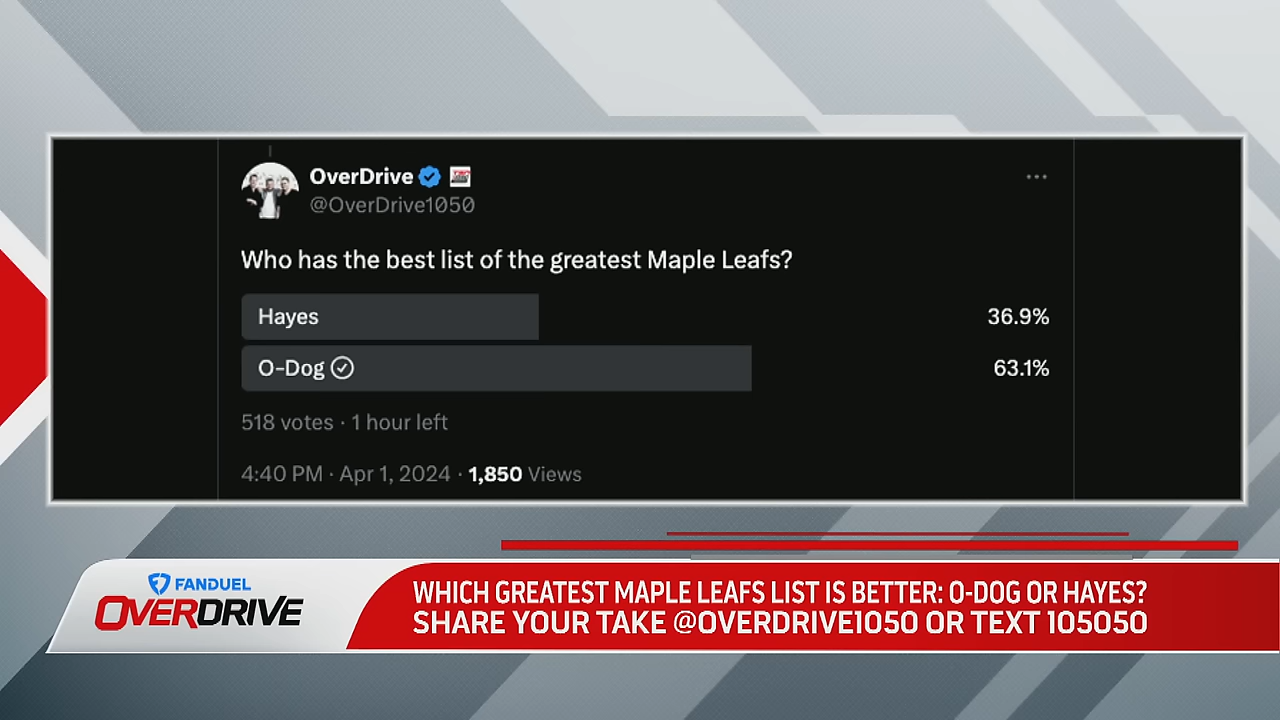 OverDrive
@OverDrive1050
Who has the best list of the greatest Maple Leafs?
Hayes 36.9%
O-Dog 63.1%
518 votes · 1 hour left
4:40 PM · Apr 1, 2024 · 1,850 Views
FANDUEL
OVERDRIVE
WHICH GREATEST MAPLE LEAFS LIST IS BETTER: O-DOG OR HAYES?
SHARE YOUR TAKE @OVERDRIVE1050 OR TEXT 105050